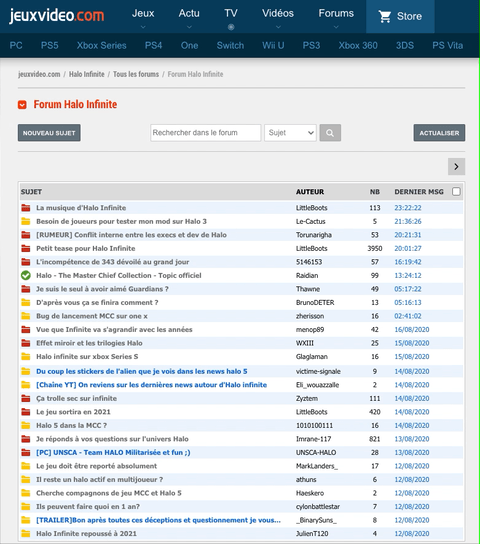 jeuxvideo.com Jeux Actu TV Vidéos Forums Store
PC PS5 Xbox Series PS4 One Switch Wii U PS3 Xbox 360 3DS PS Vita
jeuxvideo.com / Halo Infinite / Tous les forums / Forum Halo Infinite
Forum Halo Infinite
NOUVEAU SUJET Rechercher dans le forum Sujet ACTUALISER
SUJET AUTEUR NB DERNIER MSG
La musique d'Halo Infinite LittleBoots 113 23:22:22
Besoin de joueurs pour tester mon mod sur Halo 3 Le-Cactus 5 21:36:26
[RUMEUR] Conflit interne entre les execs et dev de Halo Torunarigha 53 20:21:31
Petit tease pour Halo Infinite LittleBoots 3950 20:01:27
L'incompétence de 343 dévoilé au grand jour 5146153 57 16:19:42
Halo - The Master Chief Collection - Topic officiel Raidian 99 13:24:12
Je suis le seul à avoir aimé Guardians ? Thawne 49 05:17:22
D'après vous ça se finira comment ? BrunoDETER 13 05:16:13
Bug de lancement MCC sur one x zherisson 16 02:41:02
Vue que Infinite va s'agrandir avec les années menop89 42 16/08/2020
Effet miroir et les trilogies Halo WXIII 25 15/08/2020
Halo infinite sur xbox Series S Glaglaman 16 15/08/2020
Du coup les stickers de l'alien que je vois dans les news halo 5 victime-signale 9 14/08/2020
[Chaîne YT] On reviens sur les dernières news autour d'Halo infinite Eli_wouazzalle 2 14/08/2020
Ça trolle sec sur infinite Zyztem 111 14/08/2020
Le jeu sortira en 2021 LittleBoots 420 14/08/2020
Halo 5 dans la MCC ? 1010100111 16 14/08/2020
Je réponds à vos questions sur l'univers Halo Imrane-117 821 13/08/2020
[PC] UNSCA - Team HALO Militarisée et fun ;) UNSCA-HALO 28 13/08/2020
Le jeu doit être reporté absolument MarkLanders_ 17 12/08/2020
Il reste un halo actif en multijoueur ? athuns 6 12/08/2020
Cherche compagnons de jeu MCC et Halo 5 Haeskero 2 12/08/2020
Ils peuvent faire quoi en 1 an? cylonbattlestar 7 12/08/2020
[TRAILER]Bon après toutes ces déceptions et questionnement je vous... _BinarySuns_ 8 12/08/2020
Halo Infinite repoussé à 2021 JulienT120 4 12/08/2020